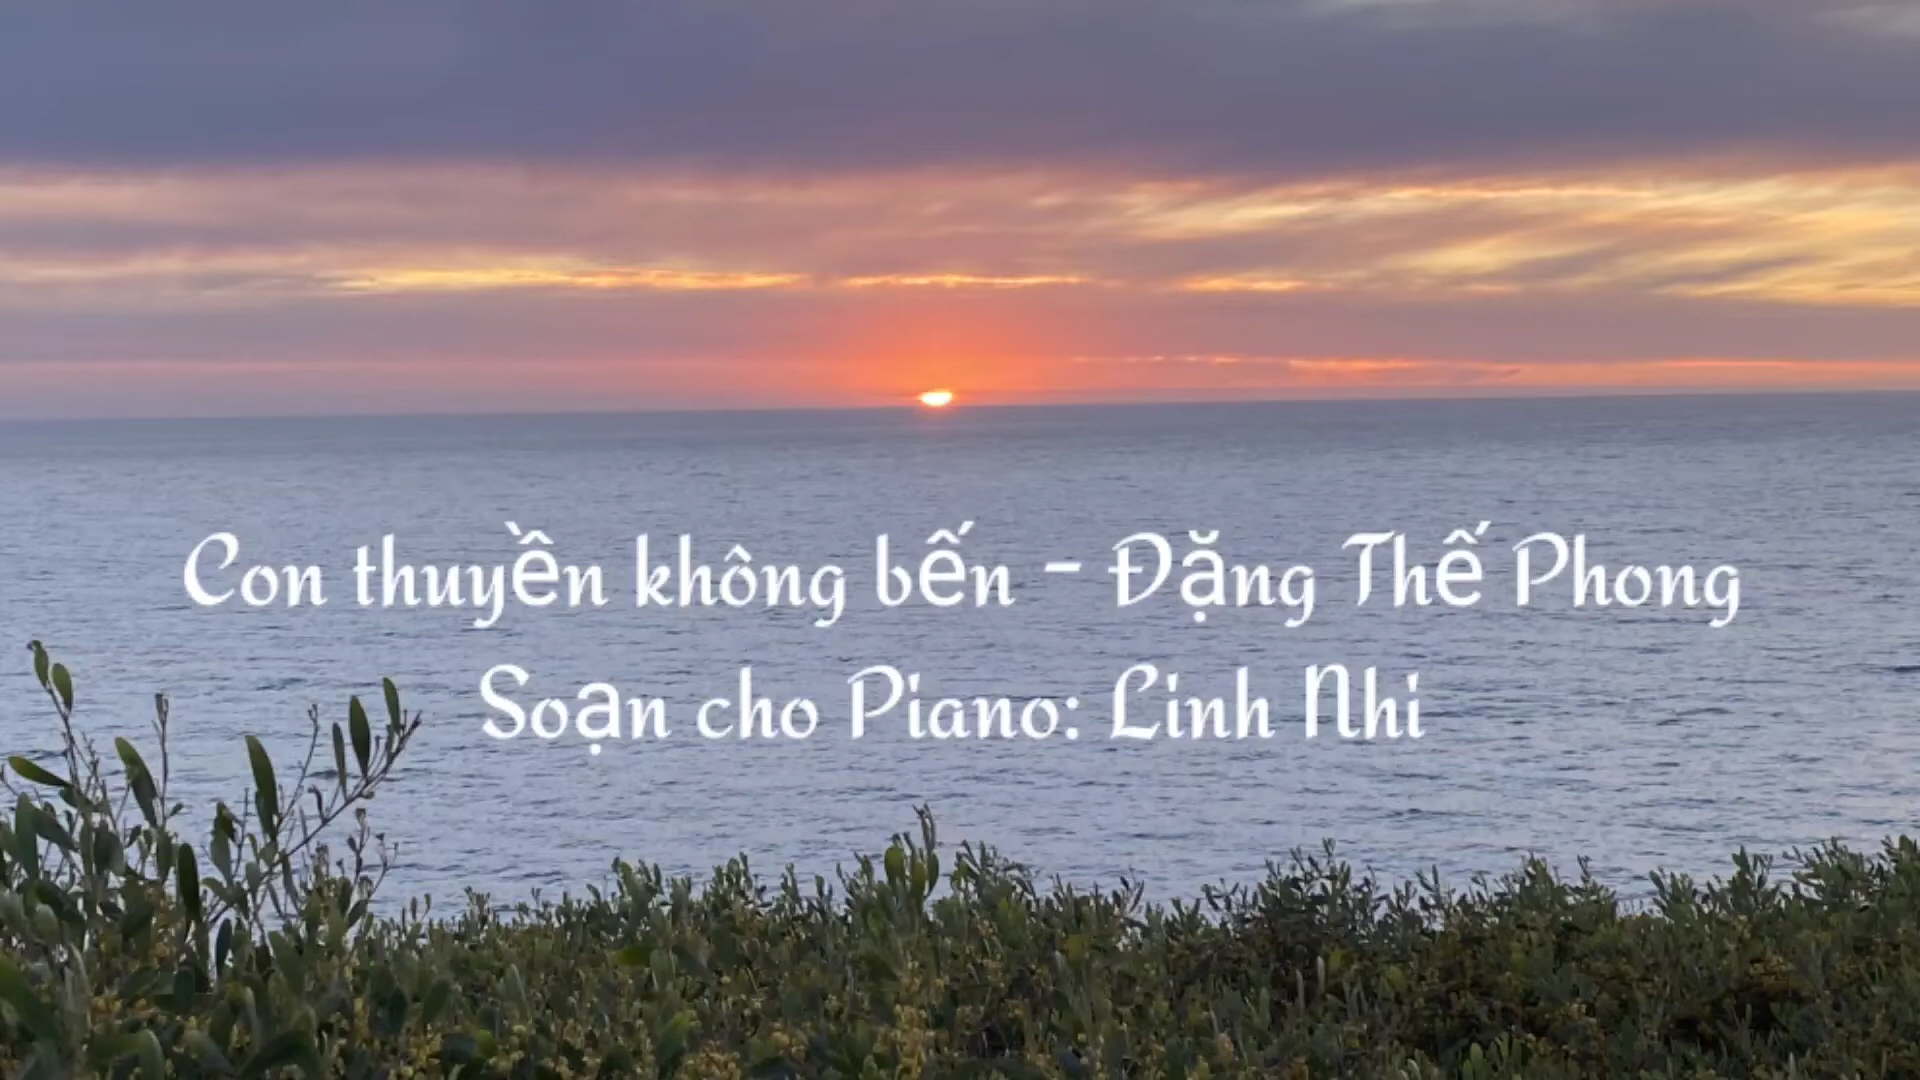 Con thuyền không bến - Đặng Thế Phong
Soạn cho Piano: Linh Nhi